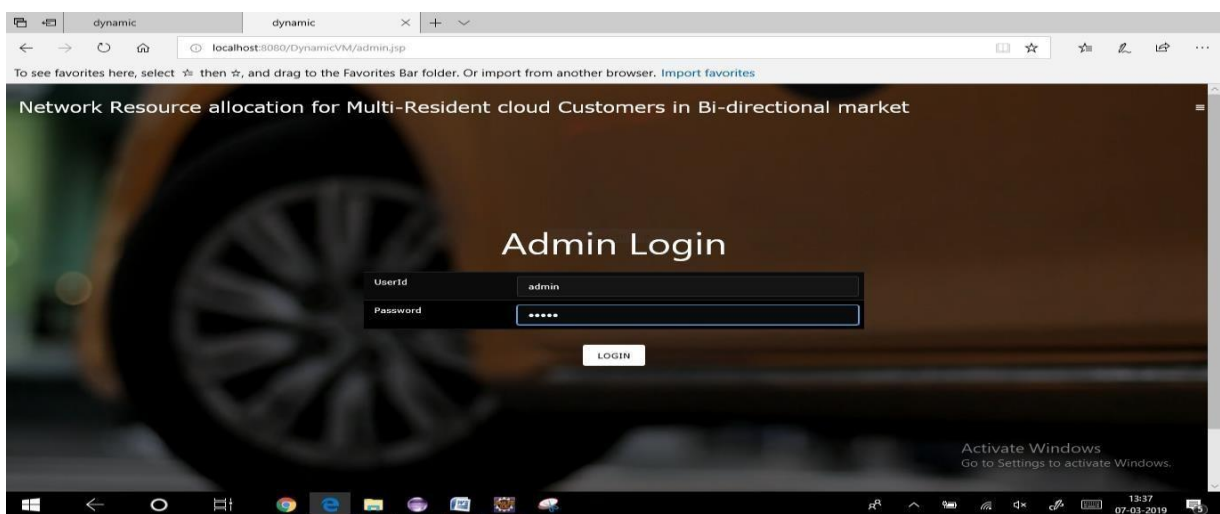 dynamic
dynamic
localhost:8080/DynamicVM/admin.jsp
To see favorites here, select then , and drag to the Favorites Bar folder. Or import from another browser. Import favorites
Network Resource allocation for Multi-Resident cloud Customers in Bi-directional market
Admin Login
UserId
admin
Password
•••••
LOGIN
Activate Windows
Go to Settings to activate Windows.
13:37
07-03-2019
5